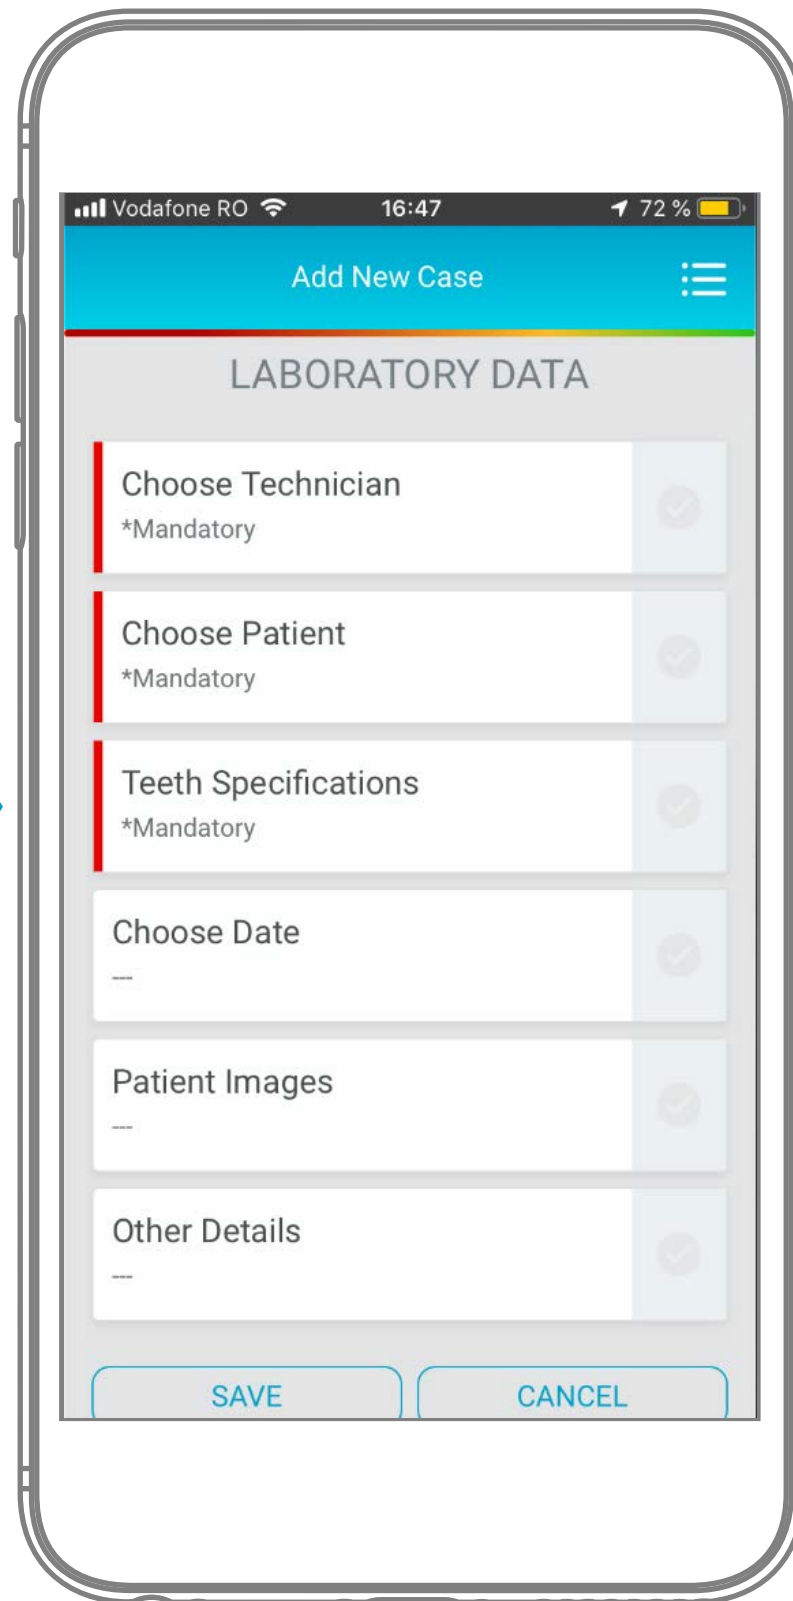 Vodafone RO 16:47 72 %
Add New Case
LABORATORY DATA
Choose Technician
*Mandatory
Choose Patient
*Mandatory
Teeth Specifications
*Mandatory
Choose Date
---
Patient Images
---
Other Details
---
SAVE CANCEL